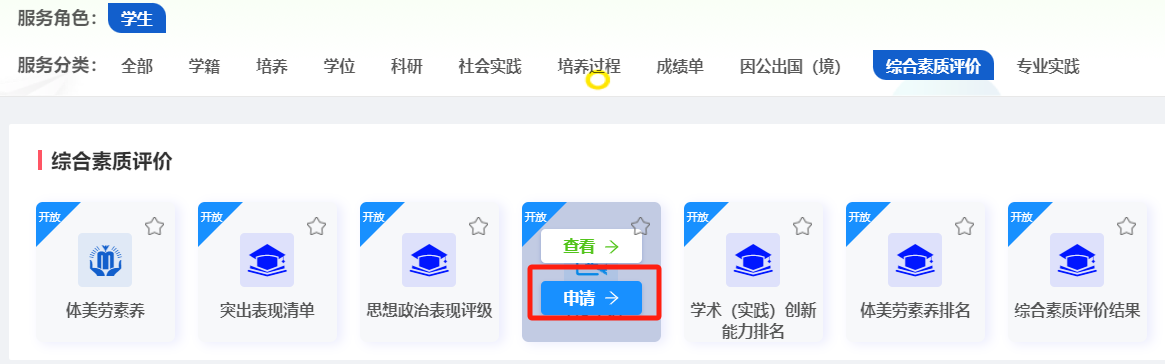 服务角色： 学生
服务分类： 全部 学籍 培养 学位 科研 社会实践 培养过程 成绩单 因公出国（境） 综合素质评价 专业实践
综合素质评价
开放
体美劳素养
开放
突出表现清单
开放
思想政治表现评级
开放
查看 →
申请 →
开放
学术（实践）创新
能力排名
开放
体美劳素养排名
开放
综合素质评价结果